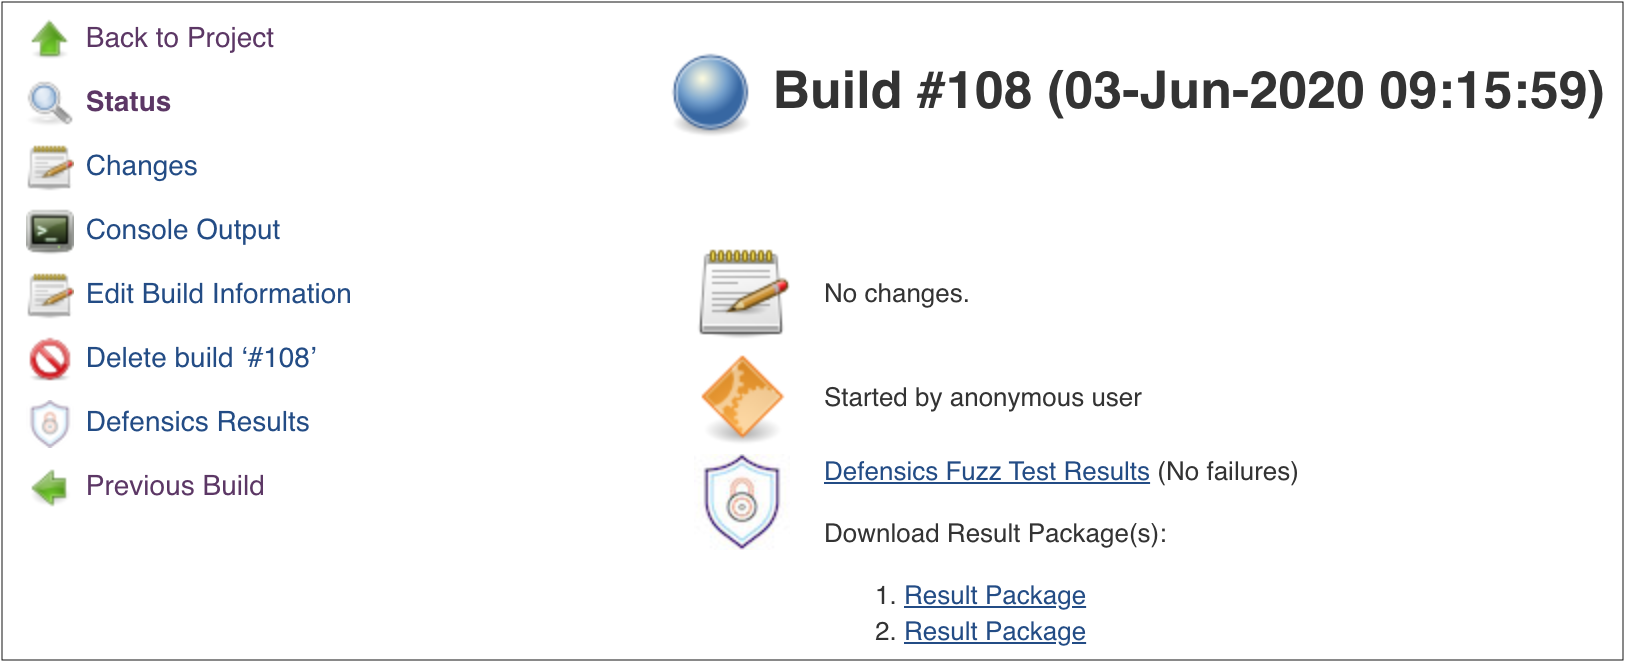 Back to Project
Status
Changes
Console Output
Edit Build Information
Delete build ‘#108’
Defensics Results
Previous Build
Build #108 (03-Jun-2020 09:15:59)
No changes.
Started by anonymous user
Defensics Fuzz Test Results (No failures)
Download Result Package(s):
1. Result Package
2. Result Package